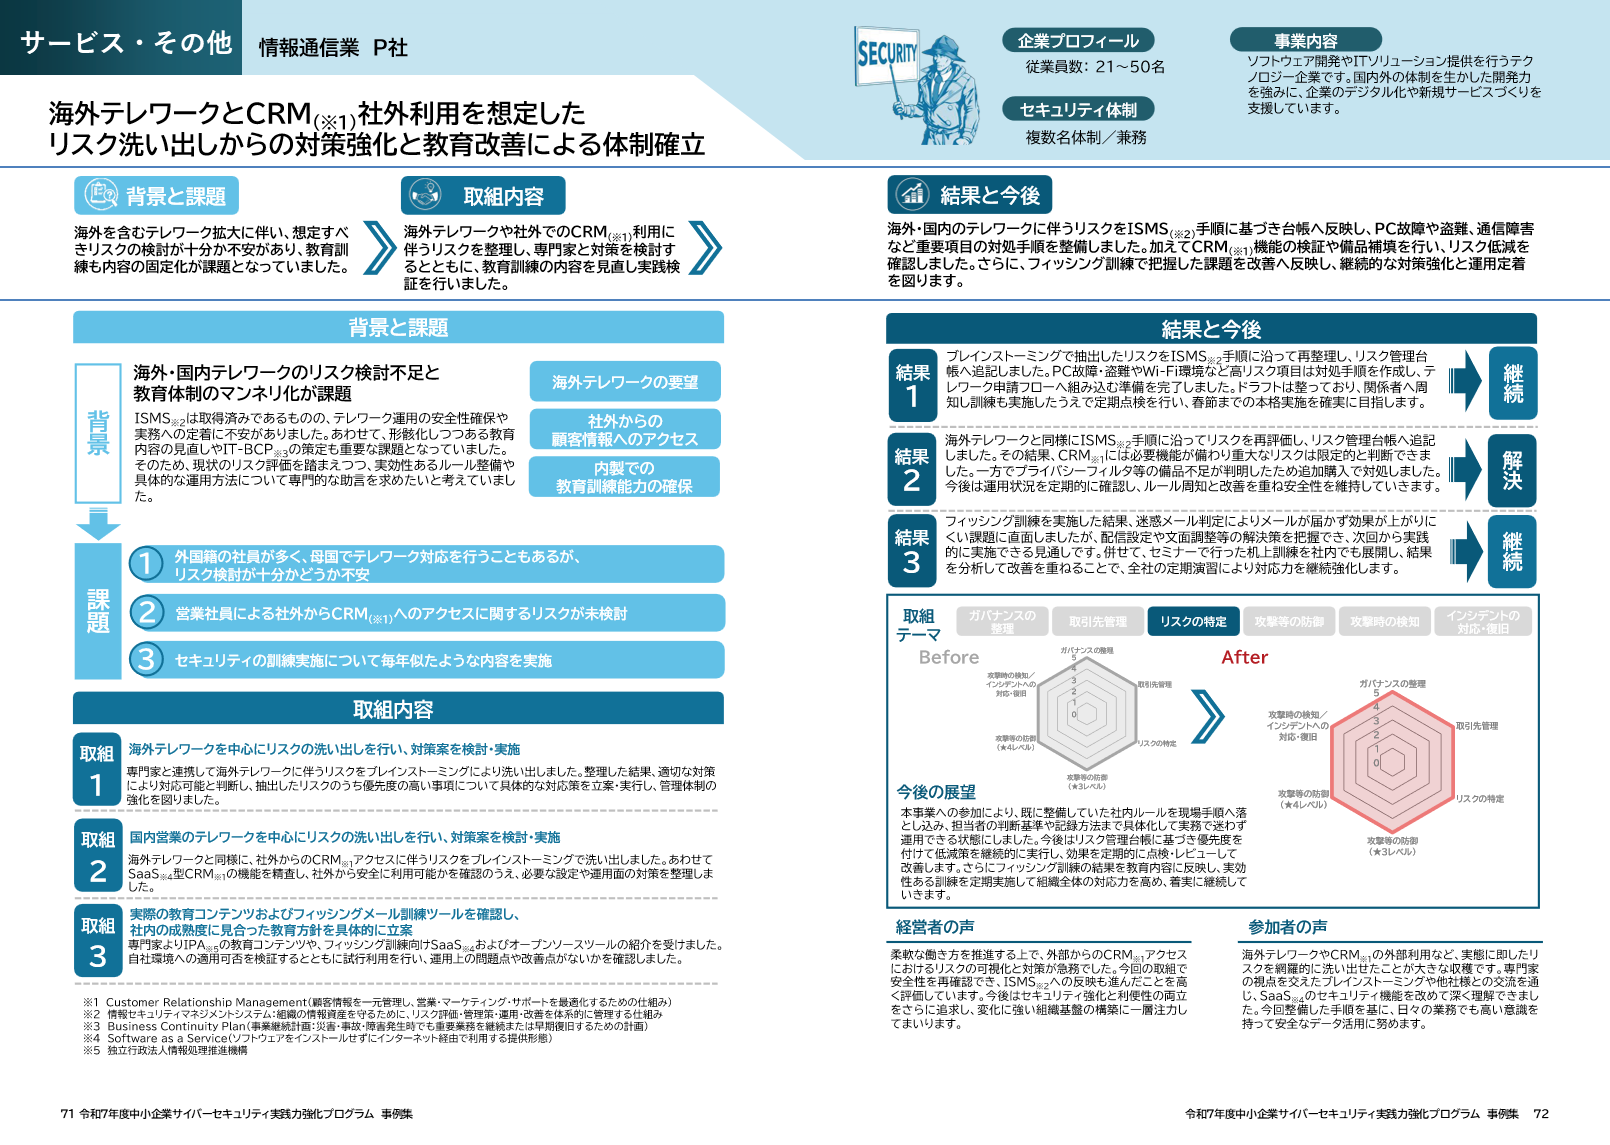 サービス・その他
情報通信業 P社
海外テレワークとCRM(※1)社外利用を想定した
リスク洗い出しからの対策強化と教育改善による体制確立
SECURITY
企業プロフィール
従業員数：21～50名
セキュリティ体制
複数名体制／兼務
事業内容
ソフトウェア開発やITソリューション提供を行うテク
ノロジー企業です。国内外の体制を生かした開発力
を強みに、企業のデジタル化や新規サービスづくりを
支援しています。
背景と課題
海外を含むテレワーク拡大に伴い、想定すべ
きリスクの検討が十分か不安があり、教育訓
練も内容の固定化が課題となっていました。
取組内容
海外テレワークや社外でのCRM(※1)利用に
伴うリスクを整理し、専門家と対策を検討す
るとともに、教育訓練の内容を見直し実践検
証を行いました。
結果と今後
海外・国内のテレワークに伴うリスクをISMS(※2)手順に基づき台帳へ反映し、PC故障や盗難、通信障害
など重要項目の対処手順を整備しました。加えてCRM(※1)機能の検証や備品補填を行い、リスク低減を
確認しました。さらに、フィッシング訓練で把握した課題を改善へ反映し、継続的な対策強化と運用定着
を図ります。
背景と課題
背景
海外・国内テレワークのリスク検討不足と
教育体制のマンネリ化が課題
ISMS※2は取得済みであるものの、テレワーク運用の安全性確保や
実務への定着に不安がありました。あわせて、形骸化しつつある教育
内容の見直しやIT-BCP※3の策定も重要な課題となっていました。
そのため、現状のリスク評価を踏まえつつ、実効性あるルール整備や
具体的な運用方法について専門的な助言を求めたいと考えていまし
た。
海外テレワークの要望
社外からの
顧客情報へのアクセス
内製での
教育訓練能力の確保
課題
1 外国籍の社員が多く、母国でテレワーク対応を行うこともあるが、
リスク検討が十分かどうか不安
2 営業社員による社外からCRM(※1)へのアクセスに関するリスクが未検討
3 セキュリティの訓練実施について毎年似たような内容を実施
取組内容
取組1
海外テレワークを中心にリスクの洗い出しを行い、対策案を検討・実施
専門家と連携して海外テレワークに伴うリスクをブレインストーミングにより洗い出しました。整理した結果、適切な対策
により対応可能と判断し、抽出したリスクのうち優先度の高い事項について具体的な対応策を立案・実行し、管理体制の
強化を図りました。
取組2
国内営業のテレワークを中心にリスクの洗い出しを行い、対策案を検討・実施
海外テレワークと同様に、社外からのCRM※1アクセスに伴うリスクをブレインストーミングで洗い出しました。あわせて
SaaS※4型CRM※1の機能を精査し、社外から安全に利用可能かを確認のうえ、必要な設定や運用面の対策を整理しま
した。
取組3
実際の教育コンテンツおよびフィッシングメール訓練ツールを確認し、
社内の成熟度に見合った教育方針を具体的に立案
専門家よりIPA※5の教育コンテンツや、フィッシング訓練向けSaaS※4およびオープンソースツールの紹介を受けました。
自社環境への適用可否を検証するとともに試行利用を行い、運用上の問題点や改善点がないかを確認しました。
※1 Customer Relationship Management（顧客情報を一元管理し、営業・マーケティング・サポートを最適化するための仕組み）
※2 情報セキュリティマネジメントシステム：組織の情報資産を守るために、リスク評価・管理策・運用・改善を体系的に管理する仕組み
※3 Business Continuity Plan（事業継続計画：災害・事故・障害発生時でも重要業務を継続または早期復旧するための計画）
※4 Software as a Service（ソフトウェアをインストールせずにインターネット経由で利用する提供形態）
※5 独立行政法人情報処理推進機構
71 令和7年度中小企業サイバーセキュリティ実践力強化プログラム 事例集
結果と今後
結果1
ブレインストーミングで抽出したリスクをISMS※2手順に沿って再整理し、リスク管理台
帳へ追記しました。PC故障・盗難やWi-Fi環境など高リスク項目は対処手順を作成し、テ
レワーク申請フローへ組み込む準備を完了しました。ドラフトは整っており、関係者へ周
知し訓練も実施したうえで定期点検を行い、春節までの本格実施を確実に目指します。
継続
結果2
海外テレワークと同様にISMS※2手順に沿ってリスクを再評価し、リスク管理台帳へ追記
しました。その結果、CRM※1には必要機能が備わり重大なリスクは限定的と判断できま
した。一方でプライバシーフィルタ等の備品不足が判明したため追加購入で対処しました。
今後は運用状況を定期的に確認し、ルール周知と改善を重ね安全性を維持していきます。
解決
結果3
フィッシング訓練を実施した結果、迷惑メール判定によりメールが届かず効果が上がりに
くい課題に直面しましたが、配信設定や文面調整等の解決策を把握でき、次回から実践
的に実施できる見通しです。併せて、セミナーで行った机上訓練を社内でも展開し、結果
を分析して改善を重ねることで、全社の定期演習により対応力を継続強化します。
継続
取組
テーマ
ガバナンスの
整理
取引先管理
リスクの特定
攻撃等の防御
攻撃時の検知
インシデントの
対応・復旧
Before
ガバナンスの整理
5
4
3
2
1
0
取引先管理
リスクの特定
攻撃等の防御
（★3レベル）
攻撃等の防御
（★4レベル）
攻撃時の検知／
インシデントへの
対応・復旧
After
ガバナンスの整理
5
4
3
2
1
0
取引先管理
リスクの特定
攻撃等の防御
（★3レベル）
攻撃等の防御
（★4レベル）
攻撃時の検知／
インシデントへの
対応・復旧
今後の展望
本事業への参加により、既に整備していた社内ルールを現場手順へ落
とし込み、担当者の判断基準や記録方法まで具体化して実務で迷わず
運用できる状態にしました。今後はリスク管理台帳に基づき優先度を
付けて低減策を継続的に実行し、効果を定期的に点検・レビューして
改善します。さらにフィッシング訓練の結果を教育内容に反映し、実効
性ある訓練を定期実施して組織全体の対応力を高め、着実に継続して
いきます。
経営者の声
柔軟な働き方を推進する上で、外部からのCRM※1アクセス
におけるリスクの可視化と対策が急務でした。今回の取組で
安全性を再確認でき、ISMS※2への反映も進んだことを高
く評価しています。今後はセキュリティ強化と利便性の両立
をさらに追求し、変化に強い組織基盤の構築に一層注力し
てまいります。
参加者の声
海外テレワークやCRM※1の外部利用など、実態に即したリ
スクを網羅的に洗い出せたことが大きな収穫です。専門家
の視点を交えたブレインストーミングや他社様との交流を通
じ、SaaS※4のセキュリティ機能を改めて深く理解できまし
た。今回整備した手順を基に、日々の業務でも高い意識を
持って安全なデータ活用に努めます。
令和7年度中小企業サイバーセキュリティ実践力強化プログラム 事例集 72